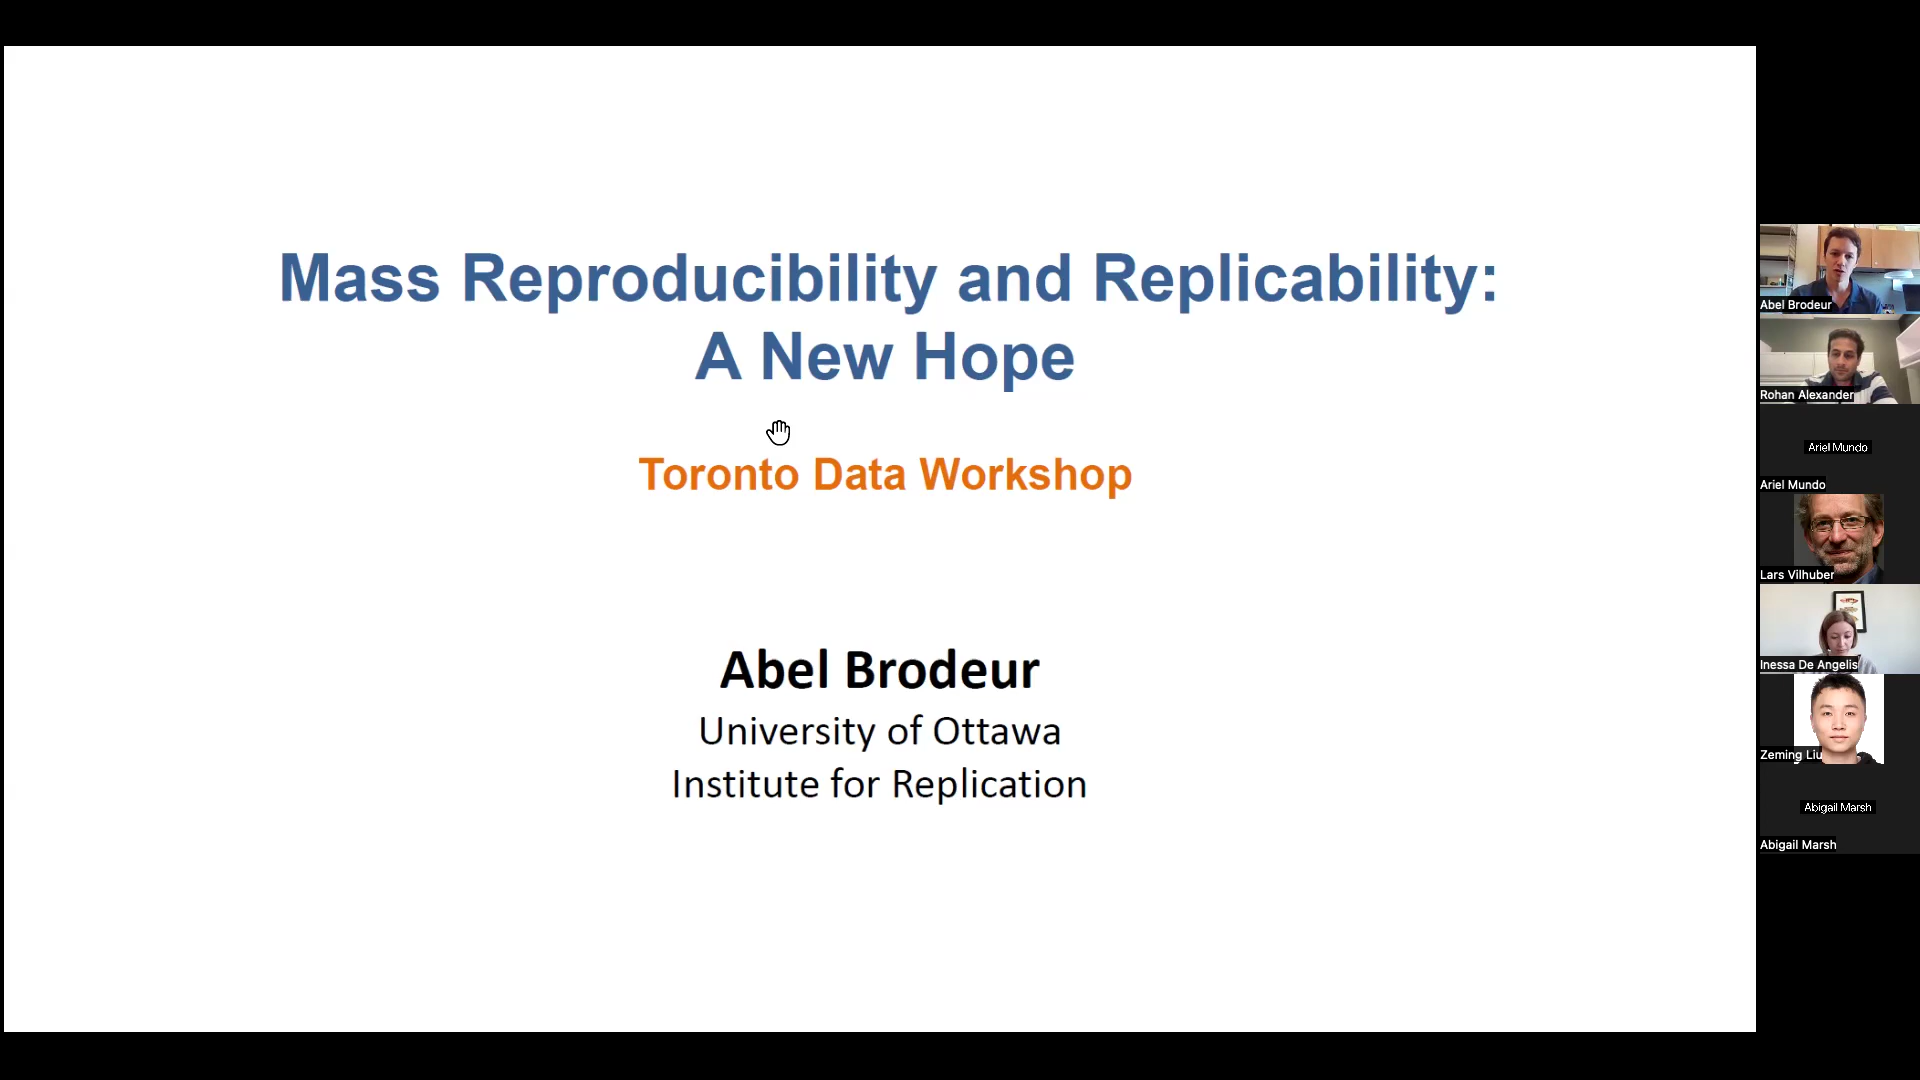 Mass Reproducibility and Replicability:
A New Hope
Toronto Data Workshop
Abel Brodeur
University of Ottawa
Institute for Replication
Abel Brodeur
Rohan Alexander
Ariel Mundo
Ariel Mundo
Lars Vilhuber
Inessa De Angelis
Zeming Liu
Abigail Marsh
Abigail Marsh